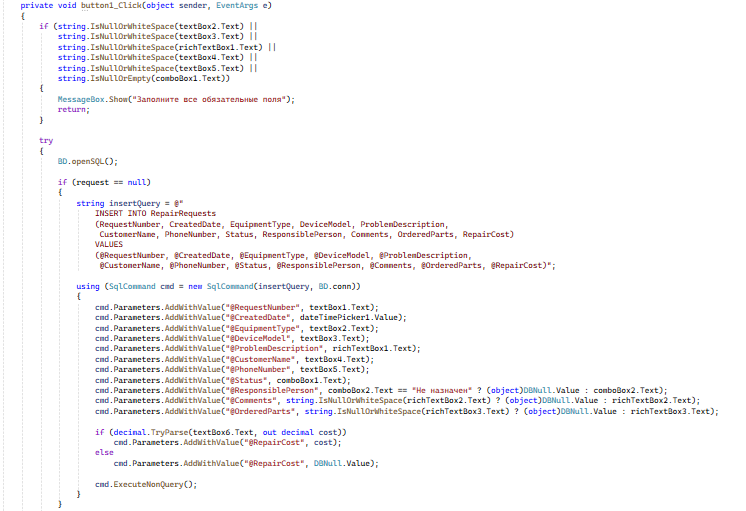 private void button1_Click(object sender, EventArgs e)
{
if (string.IsNullOrWhiteSpace(textBox2.Text) ||
string.IsNullOrWhiteSpace(textBox3.Text) ||
string.IsNullOrWhiteSpace(richTextBox1.Text) ||
string.IsNullOrWhiteSpace(textBox4.Text) ||
string.IsNullOrWhiteSpace(textBox5.Text) ||
string.IsNullOrEmpty(comboBox1.Text))
{
MessageBox.Show("Заполните все обязательные поля");
return;
}
try
{
BD.openSQL();
if (request == null)
{
string insertQuery = @"
INSERT INTO RepairRequests
(RequestNumber, CreatedDate, EquipmentType, DeviceModel, ProblemDescription,
CustomerName, PhoneNumber, Status, ResponsiblePerson, Comments, OrderedParts, RepairCost)
VALUES
(@RequestNumber, @CreatedDate, @EquipmentType, @DeviceModel, @ProblemDescription,
@CustomerName, @PhoneNumber, @Status, @ResponsiblePerson, @Comments, @OrderedParts, @RepairCost)";
using (SqlCommand cmd = new SqlCommand(insertQuery, BD.conn))
{
cmd.Parameters.AddWithValue("@RequestNumber", textBox1.Text);
cmd.Parameters.AddWithValue("@CreatedDate", dateTimePicker1.Value);
cmd.Parameters.AddWithValue("@EquipmentType", textBox2.Text);
cmd.Parameters.AddWithValue("@DeviceModel", textBox3.Text);
cmd.Parameters.AddWithValue("@ProblemDescription", richTextBox1.Text);
cmd.Parameters.AddWithValue("@CustomerName", textBox4.Text);
cmd.Parameters.AddWithValue("@PhoneNumber", textBox5.Text);
cmd.Parameters.AddWithValue("@Status", comboBox1.Text);
cmd.Parameters.AddWithValue("@ResponsiblePerson", comboBox2.Text == "Не назначен" ? (object)DBNull.Value : comboBox2.Text);
cmd.Parameters.AddWithValue("@Comments", string.IsNullOrWhiteSpace(richTextBox2.Text) ? (object)DBNull.Value : richTextBox2.Text);
cmd.Parameters.AddWithValue("@OrderedParts", string.IsNullOrWhiteSpace(richTextBox3.Text) ? (object)DBNull.Value : richTextBox3.Text);
if (decimal.TryParse(textBox6.Text, out decimal cost))
cmd.Parameters.AddWithValue("@RepairCost", cost);
else
cmd.Parameters.AddWithValue("@RepairCost", DBNull.Value);
cmd.ExecuteNonQuery();
}
}